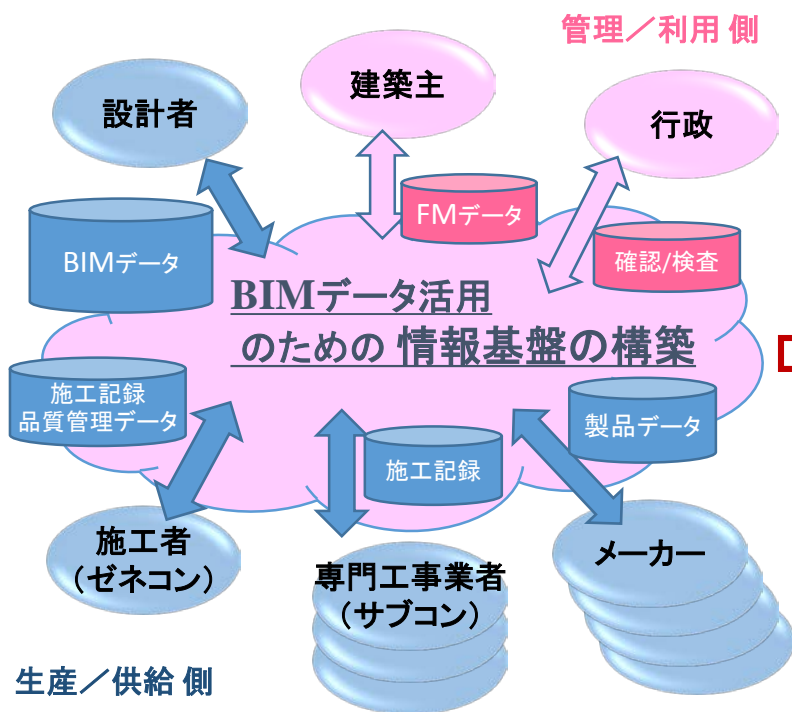 管理／利用 側
建築主
設計者
行政
FMデータ
BIMデータ
確認/検査
BIMデータ活用
のための 情報基盤の構築
施工記録
品質管理データ
製品データ
施工記録
施工者
（ゼネコン）
メーカー
専門工事業者
（サブコン）
生産／供給 側